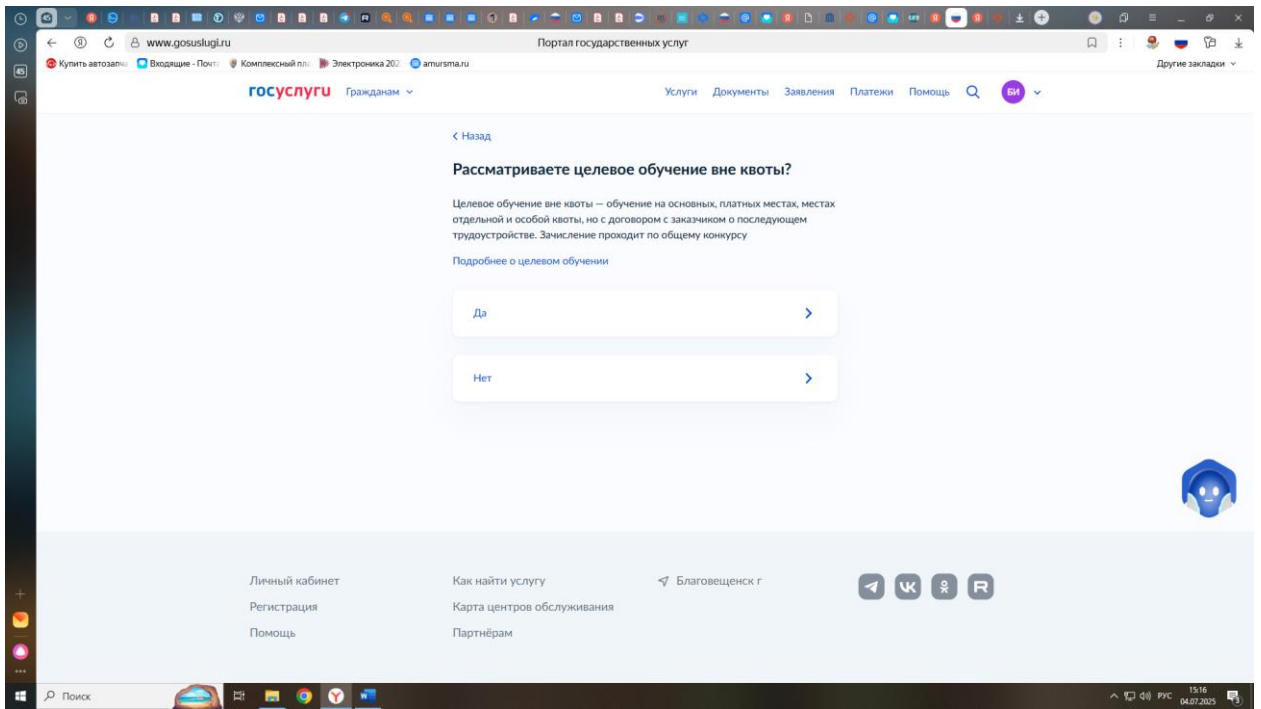 www.gosuslugi.ru
Портал государственных услуг
Купить автозапча
Входящие - Почт
Комплексный пла
Электроника 202
amursma.ru
Другие закладки
госуслуги
Гражданам
Услуги Документы Заявления Платежи Помощь
БИ
Назад
Рассматриваете целевое обучение вне квоты?
Целевое обучение вне квоты — обучение на основных, платных местах, местах
отдельной и особой квоты, но с договором с заказчиком о последующем
трудоустройстве. Зачисление проходит по общему конкурсу
Подробнее о целевом обучении
Да
Нет
Личный кабинет
Как найти услугу
Благовещенск г
Регистрация
Карта центров обслуживания
Помощь
Партнёрам
45
Поиск
РУС
15:16
04.07.2025